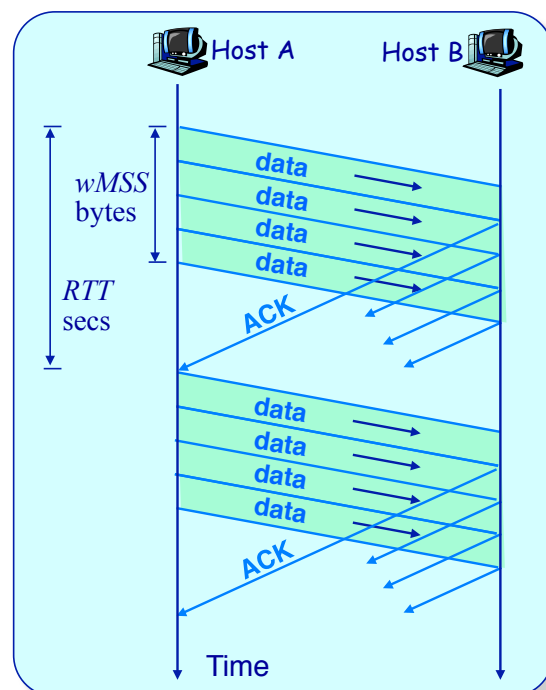 Host A
Host B
wMSS
bytes
RTT
secs
data
data
data
data
ACK
data
data
data
data
ACK
Time